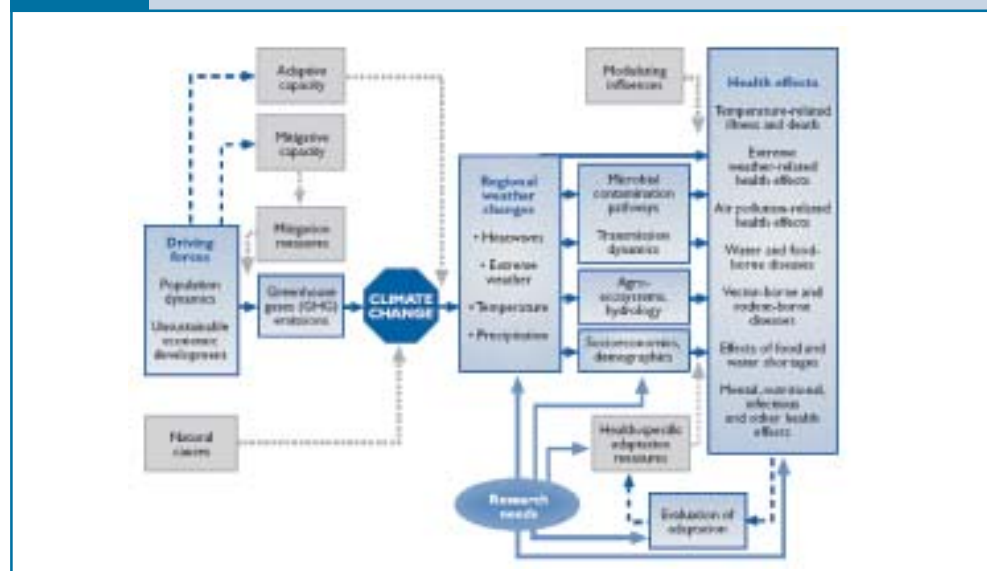 Adaptive
capacity
Mitigative
capacity
Mitigation
measures
Driving
forces
Population
dynamics
Unsustainable
economic
development
Greenhouse
gases (GHG)
emissions
Natural
causes
CLIMATE
CHANGE
Regional
weather
changes
• Heatwaves
• Extreme
weather
• Temperature
• Precipitation
Modulating
influences
Microbial
contamination
pathways
Transmission
dynamics
Agro-
ecosystems,
hydrology
Socioeconomics,
demographics
Health-specific
adaptation
measures
Research
needs
Evaluation of
adaptation
Health effects
Temperature-related
illness and death
Extreme
weather-related
health effects
Air pollution-related
health effects
Water and food-
borne diseases
Vector-borne and
rodent-borne
diseases
Effects of food and
water shortages
Mental, nutritional,
infectious
and other health
effects